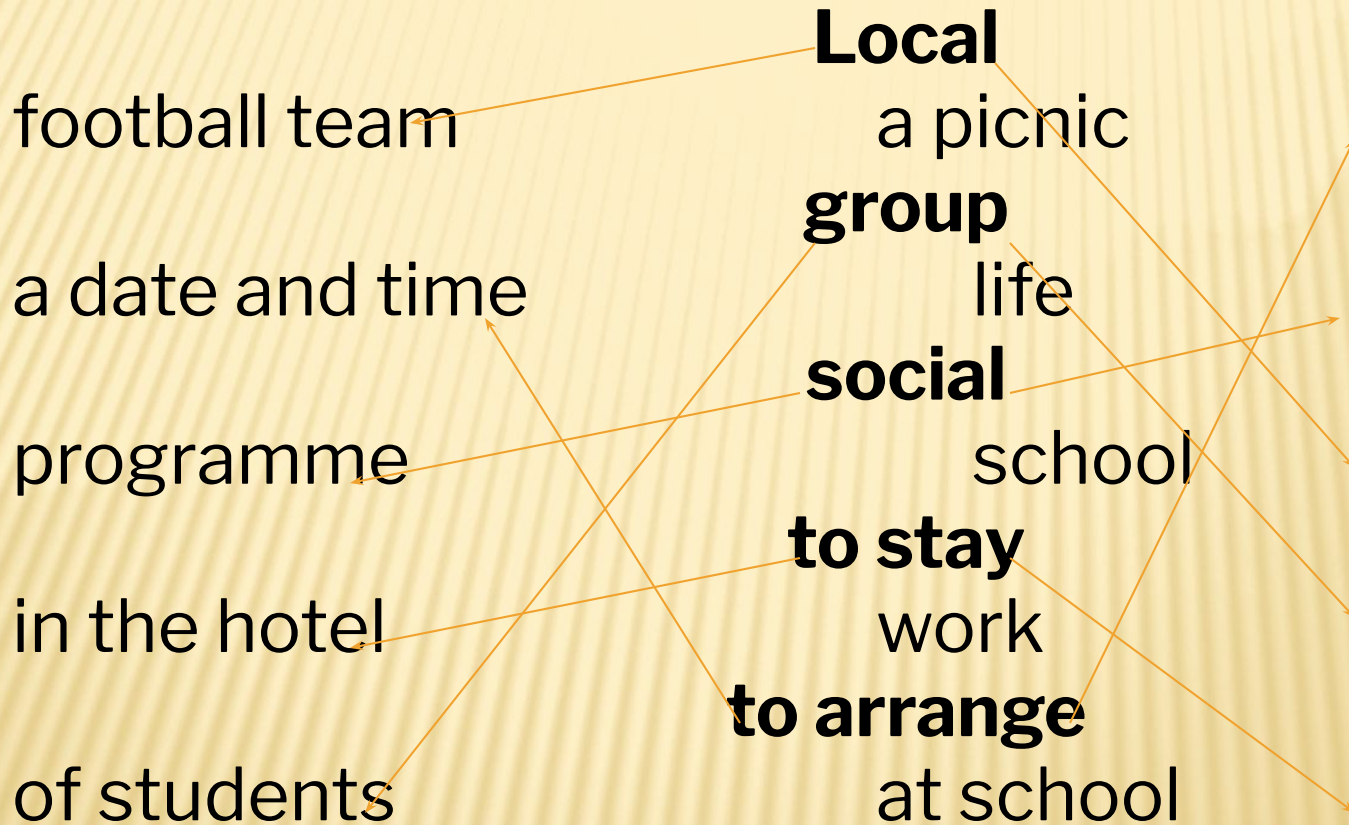 Local
football team a picnic
group
a date and time life
social
programme school
to stay
in the hotel work
to arrange
of students at school